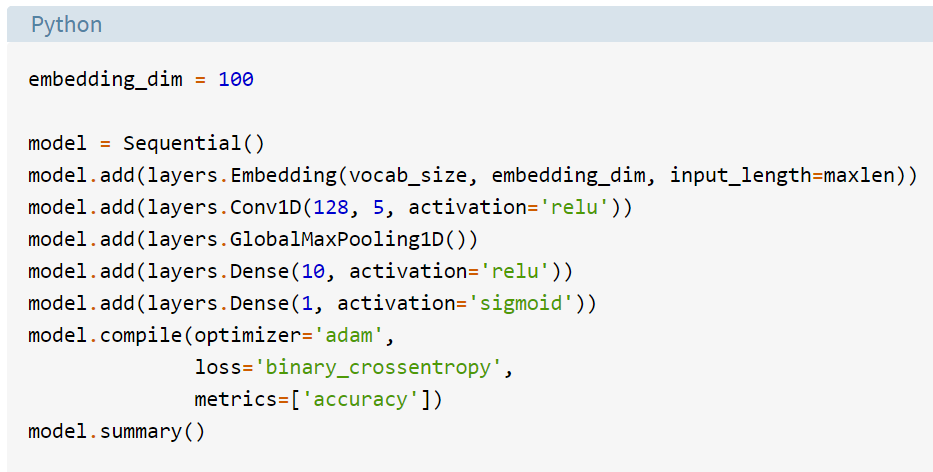 Python
embedding_dim = 100
model = Sequential()
model.add(layers.Embedding(vocab_size, embedding_dim, input_length=maxlen))
model.add(layers.Conv1D(128, 5, activation='relu'))
model.add(layers.GlobalMaxPooling1D())
model.add(layers.Dense(10, activation='relu'))
model.add(layers.Dense(1, activation='sigmoid'))
model.compile(optimizer='adam',
              loss='binary_crossentropy',
              metrics=['accuracy'])
model.summary()